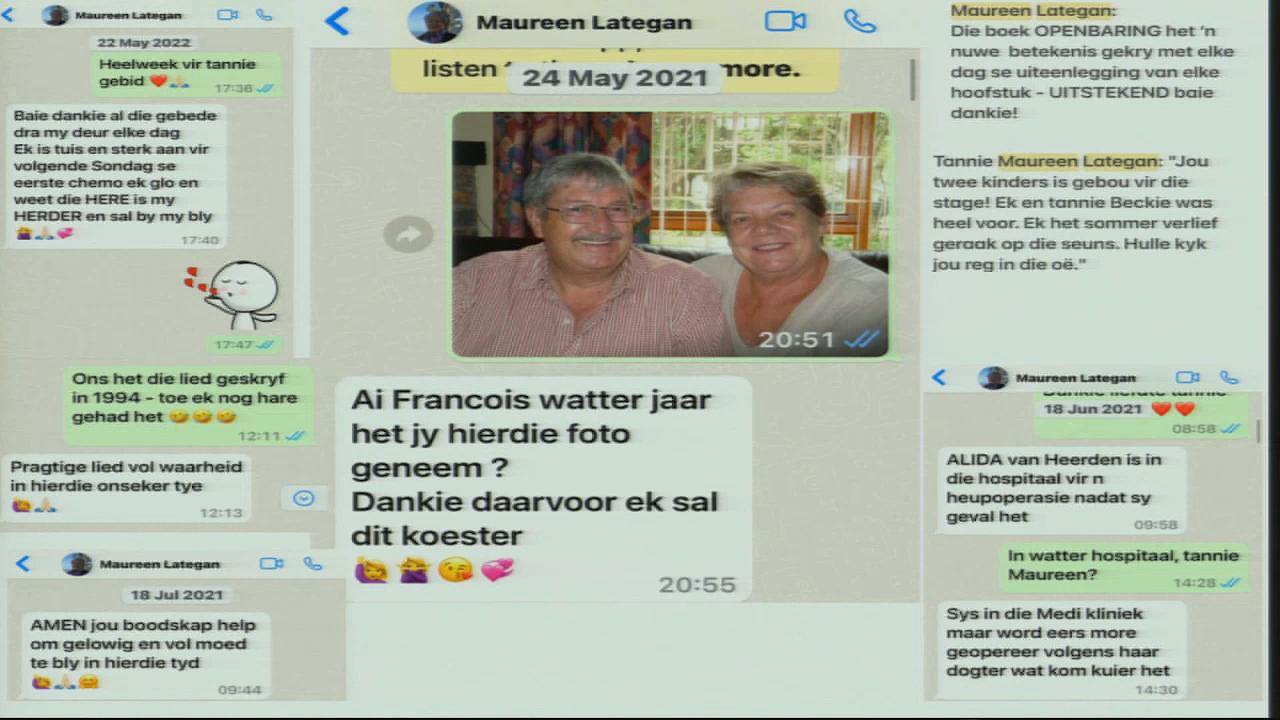 Maureen Lategan
22 May 2022
Heelweek vir tannie
gebid ❤️🙏🏻
17:36
Baie dankie al die gebede
dra my deur elke dag
Ek is tuis en sterk aan vir
volgende Sondag se
eerste chemo ek glo en
weet die HERE is my
HERDER en sal by my bly
🙇‍♀️🙏🏻💞
17:40
17:47
Ons het die lied geskryf
in 1994 - toe ek nog hare
gehad het 🤣🤣🤣
12:11
Pragtige lied vol waarheid
in hierdie onseker tye
🙋‍♀️🙏🏻
12:13
Maureen Lategan
18 Jul 2021
AMEN jou boodskap help
om gelowig en vol moed
te bly in hierdie tyd
🙋‍♀️🙏🏻🤗
09:44
Maureen Lategan
listen more.
24 May 2021
20:51
Ai Francois watter jaar
het jy hierdie foto
geneem ?
Dankie daarvoor ek sal
dit koester
🙋‍♀️🙅‍♀️😘💞
20:55
Maureen Lategan:
Die boek OPENBARING het 'n
nuwe betekenis gekry met elke
dag se uiteenlegging van elke
hoofstuk - UITSTEKEND baie
dankie!
Tannie Maureen Lategan: "Jou
twee kinders is gebou vir die
stage! Ek en tannie Beckie was
heel voor. Ek het sommer verlief
geraak op die seuns. Hulle kyk
jou reg in die oë."
Maureen Lategan
Dankie liefste tannie
18 Jun 2021 ❤️❤️
08:58
ALIDA van Heerden is in
die hospitaal vir n
heupoperasie nadat sy
geval het
09:58
In watter hospitaal, tannie
Maureen?
14:28
Sys in die Medi kliniek
maar word eers more
geopereer volgens haar
dogter wat kom kuier het
14:30